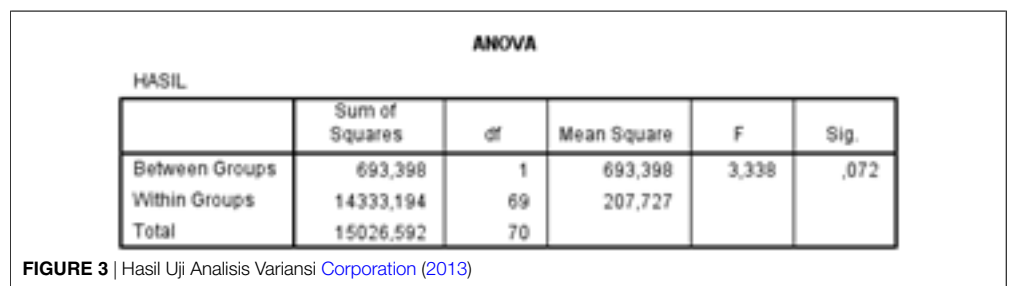 ANOVA
HASIL
Sum of Squares df Mean Square F Sig.
Between Groups 693,398 1 693,398 3,338 ,072
Within Groups 14333,194 69 207,727
Total 15026,592 70
FIGURE 3 | Hasil Uji Analisis Variansi Corporation (2013)